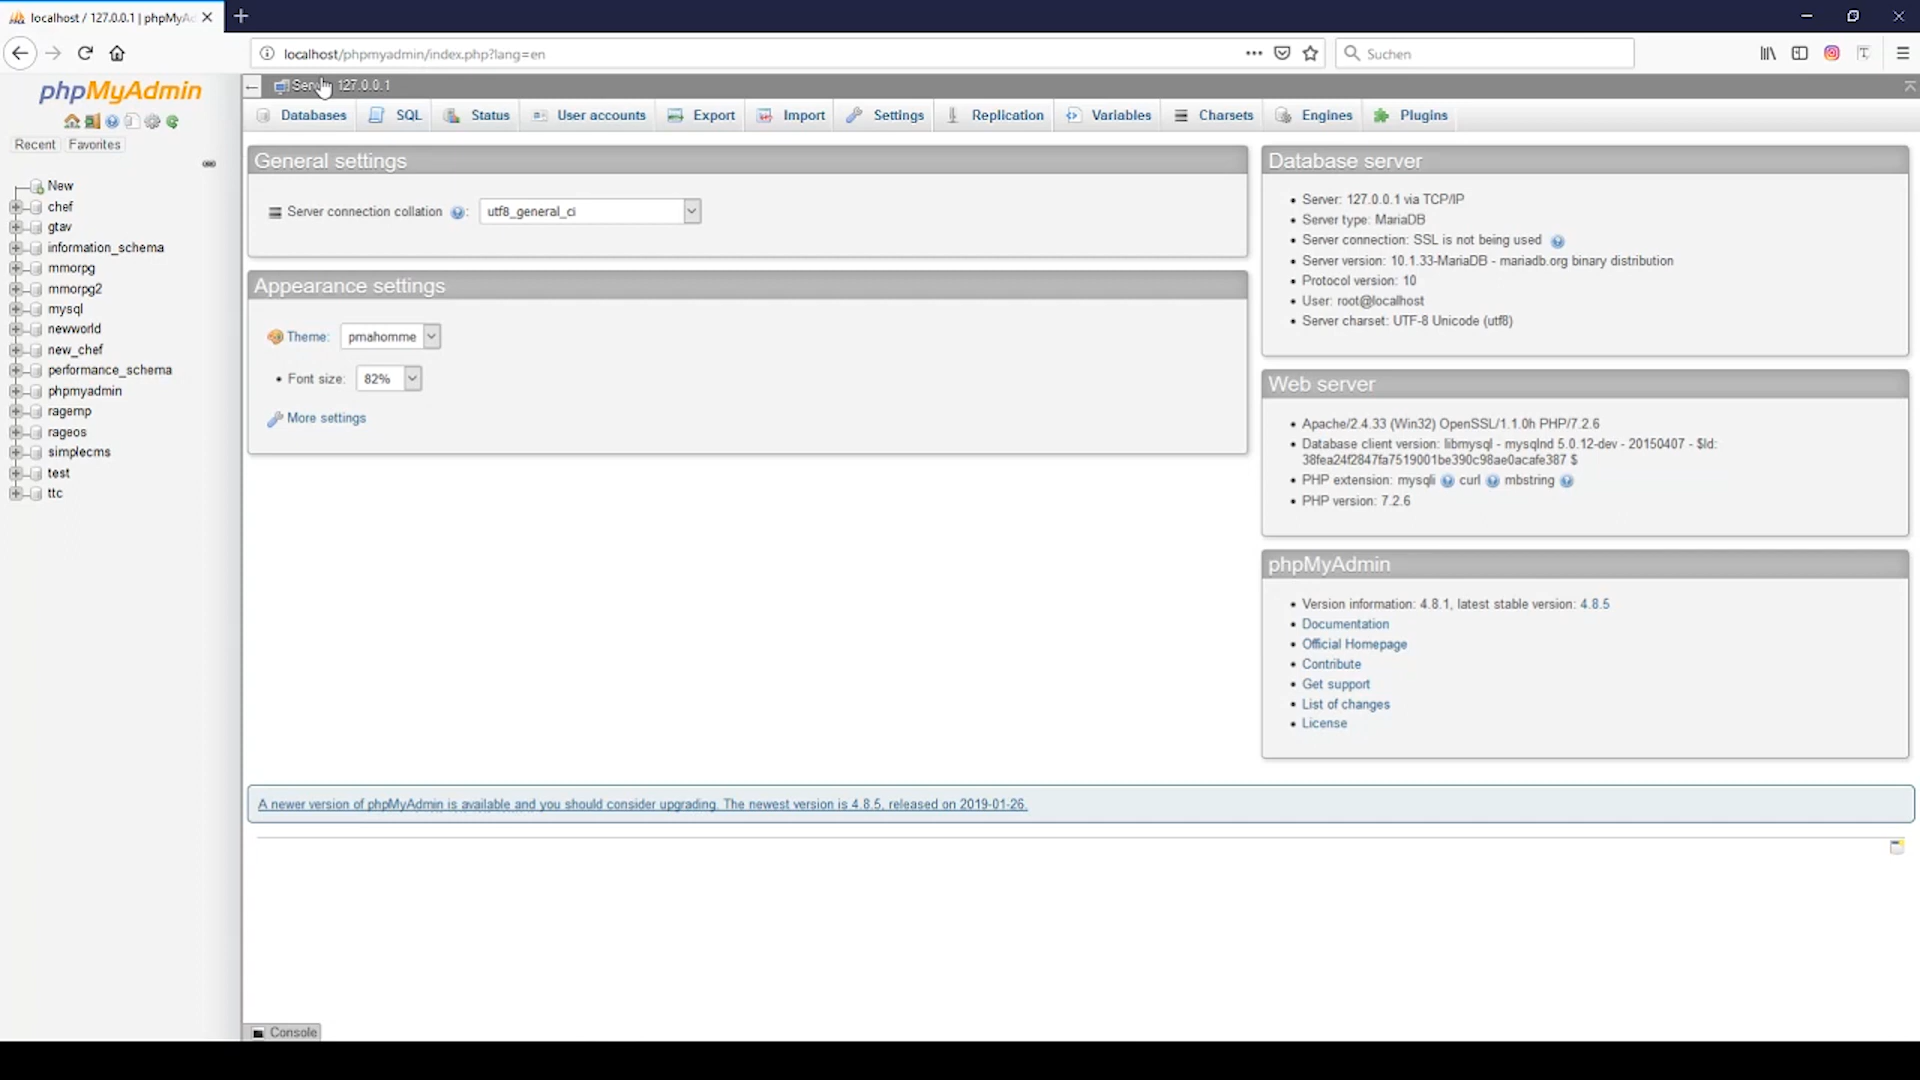 localhost / 127.0.0.1 | phpMyAd
localhost/phpmyadmin/index.php?lang=en
Suchen
phpMyAdmin
Server 127.0.0.1
Databases
SQL
Status
User accounts
Export
Import
Settings
Replication
Variables
Charsets
Engines
Plugins
Recent
Favorites
New
chef
gtav
information_schema
mmorpg
mmorpg2
mysql
newworld
new_chef
performance_schema
phpmyadmin
ragemp
rageos
simplecms
test
ttc
General settings
Server connection collation :
utf8_general_ci
Appearance settings
Theme: pmahomme
Font size: 82%
More settings
Database server
Server: 127.0.0.1 via TCP/IP
Server type: MariaDB
Server connection: SSL is not being used
Server version: 10.1.33-MariaDB - mariadb.org binary distribution
Protocol version: 10
User: root@localhost
Server charset: UTF-8 Unicode (utf8)
Web server
Apache/2.4.33 (Win32) OpenSSL/1.1.0h PHP/7.2.6
Database client version: libmysql - mysqlnd 5.0.12-dev - 20150407 - $Id:
38fea24f2847fa7519001be390c98ae0acafe387 $
PHP extension: mysqli curl mbstring
PHP version: 7.2.6
phpMyAdmin
Version information: 4.8.1, latest stable version: 4.8.5
Documentation
Official Homepage
Contribute
Get support
List of changes
License
A newer version of phpMyAdmin is available and you should consider upgrading. The newest version is 4.8.5, released on 2019-01-26.
Console